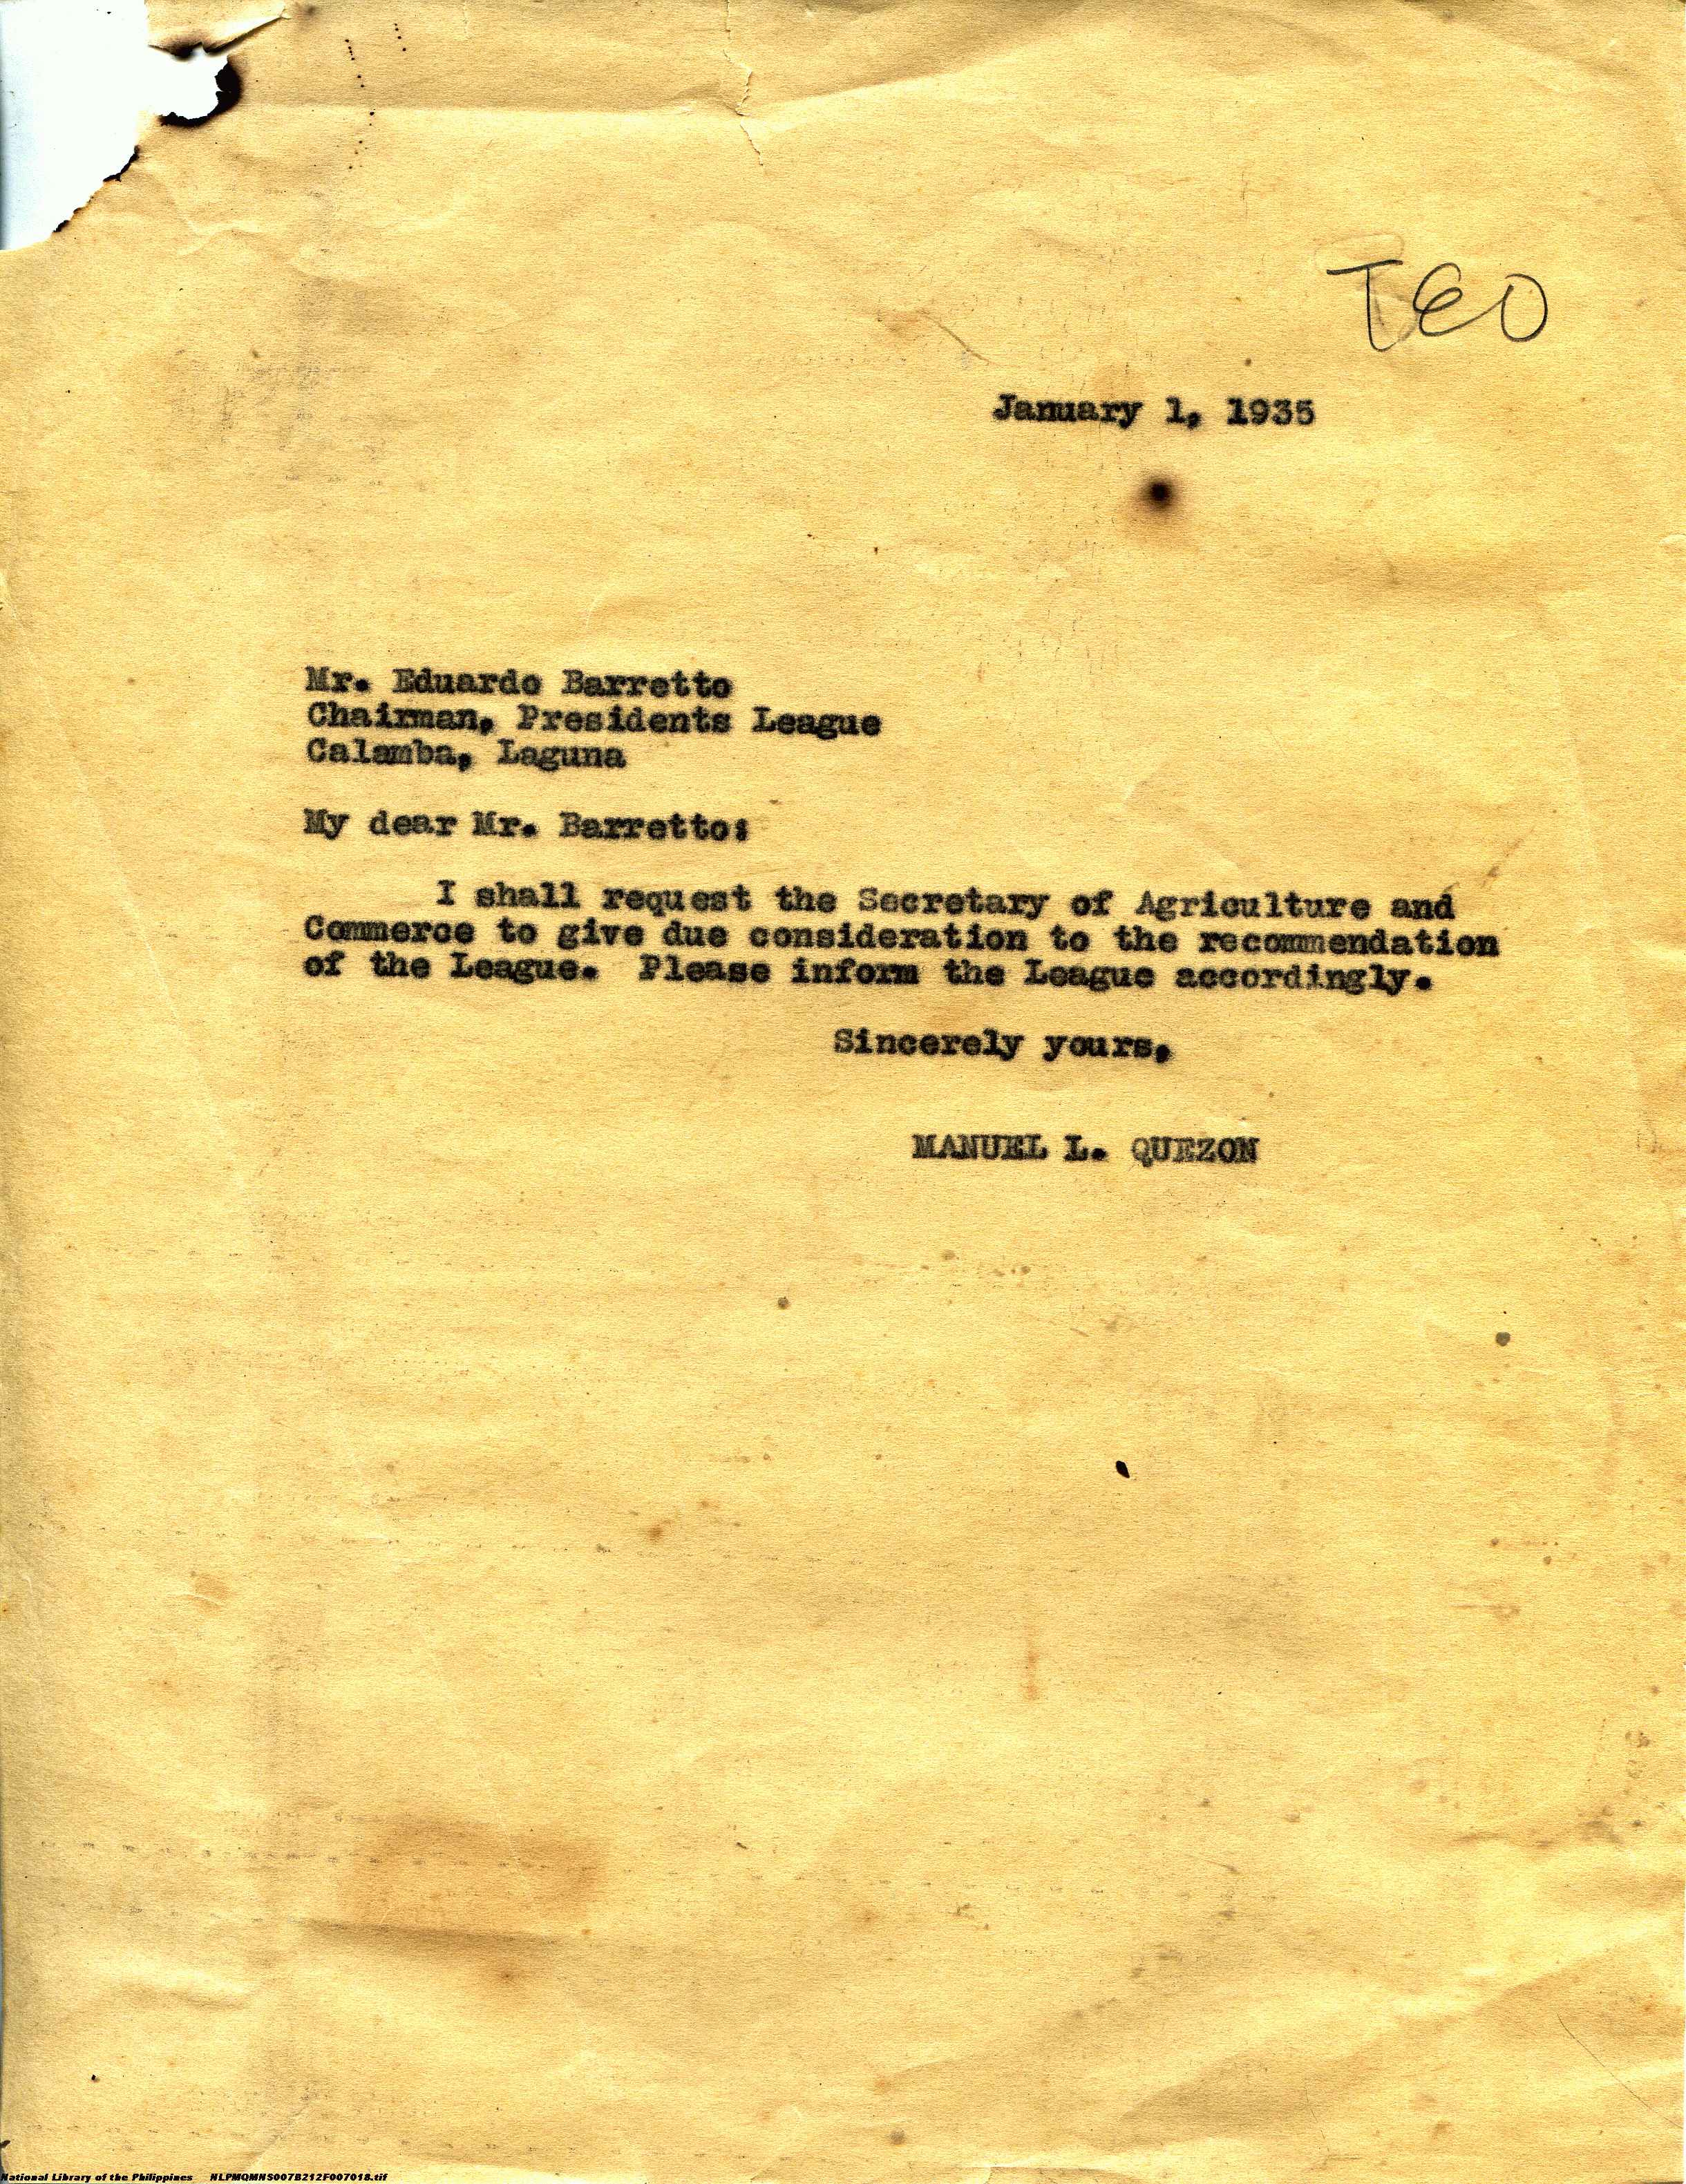 TEO
January 1, 1935
Mr. Eduardo Barretto
Chairman, Presidents League
Calamba, Laguna
My dear Mr. Barretto:
I shall request the Secretary of Agriculture and
Commerce to give due consideration to the recommendation
of the League. Please inform the League accordingly.
Sincerely yours,
MANUEL L. QUEZON
National Library of the Philippines NLPMQMNS007B212F007018.tif